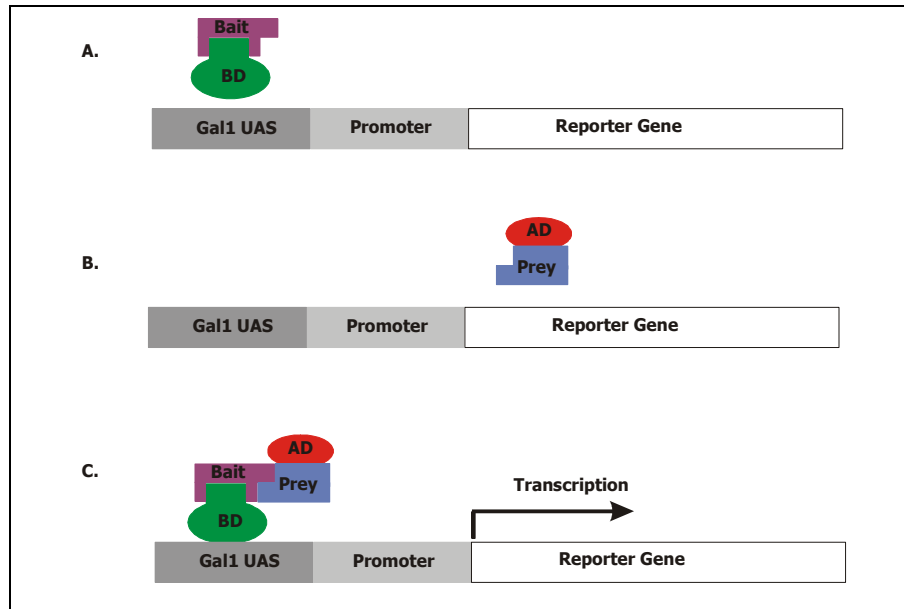 A.
Bait
BD
Gal1 UAS Promoter Reporter Gene
B.
AD
Prey
Gal1 UAS Promoter Reporter Gene
C.
AD
Bait
Prey
Transcription
BD
Gal1 UAS Promoter Reporter Gene